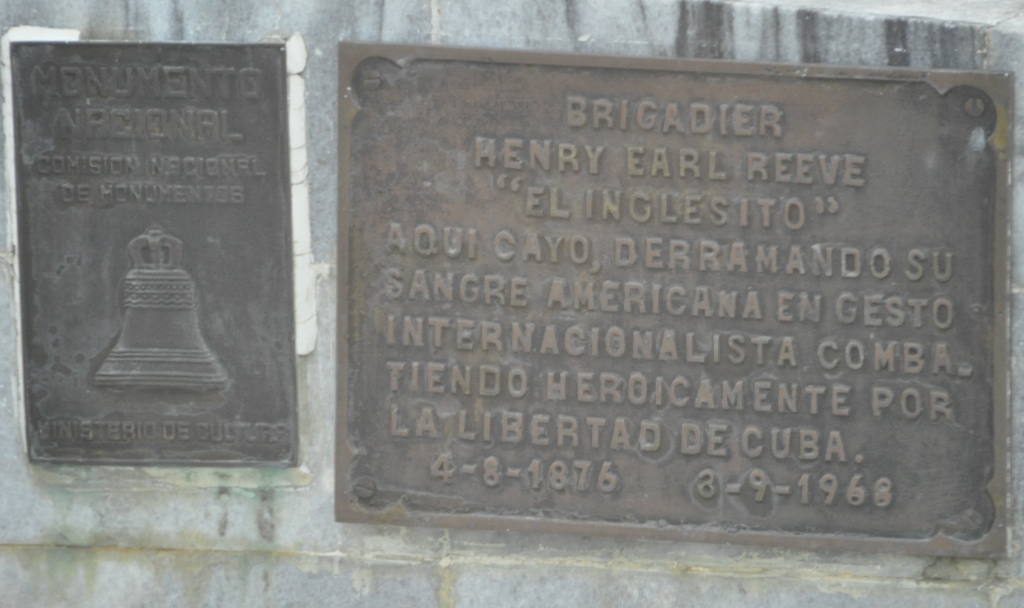 MONUMENTO
NACIONAL
COMISION NACIONAL
DE MONUMENTOS
MINISTERIO DE CULTURA
BRIGADIER
HENRY EARL REEVE
“EL INGLESITO”
AQUI CAYO, DERRAMANDO SU
SANGRE AMERICANA EN GESTO
INTERNACIONALISTA COMBA-
TIENDO HEROICAMENTE POR
LA LIBERTAD DE CUBA.
4-8-1876 3-9-1968